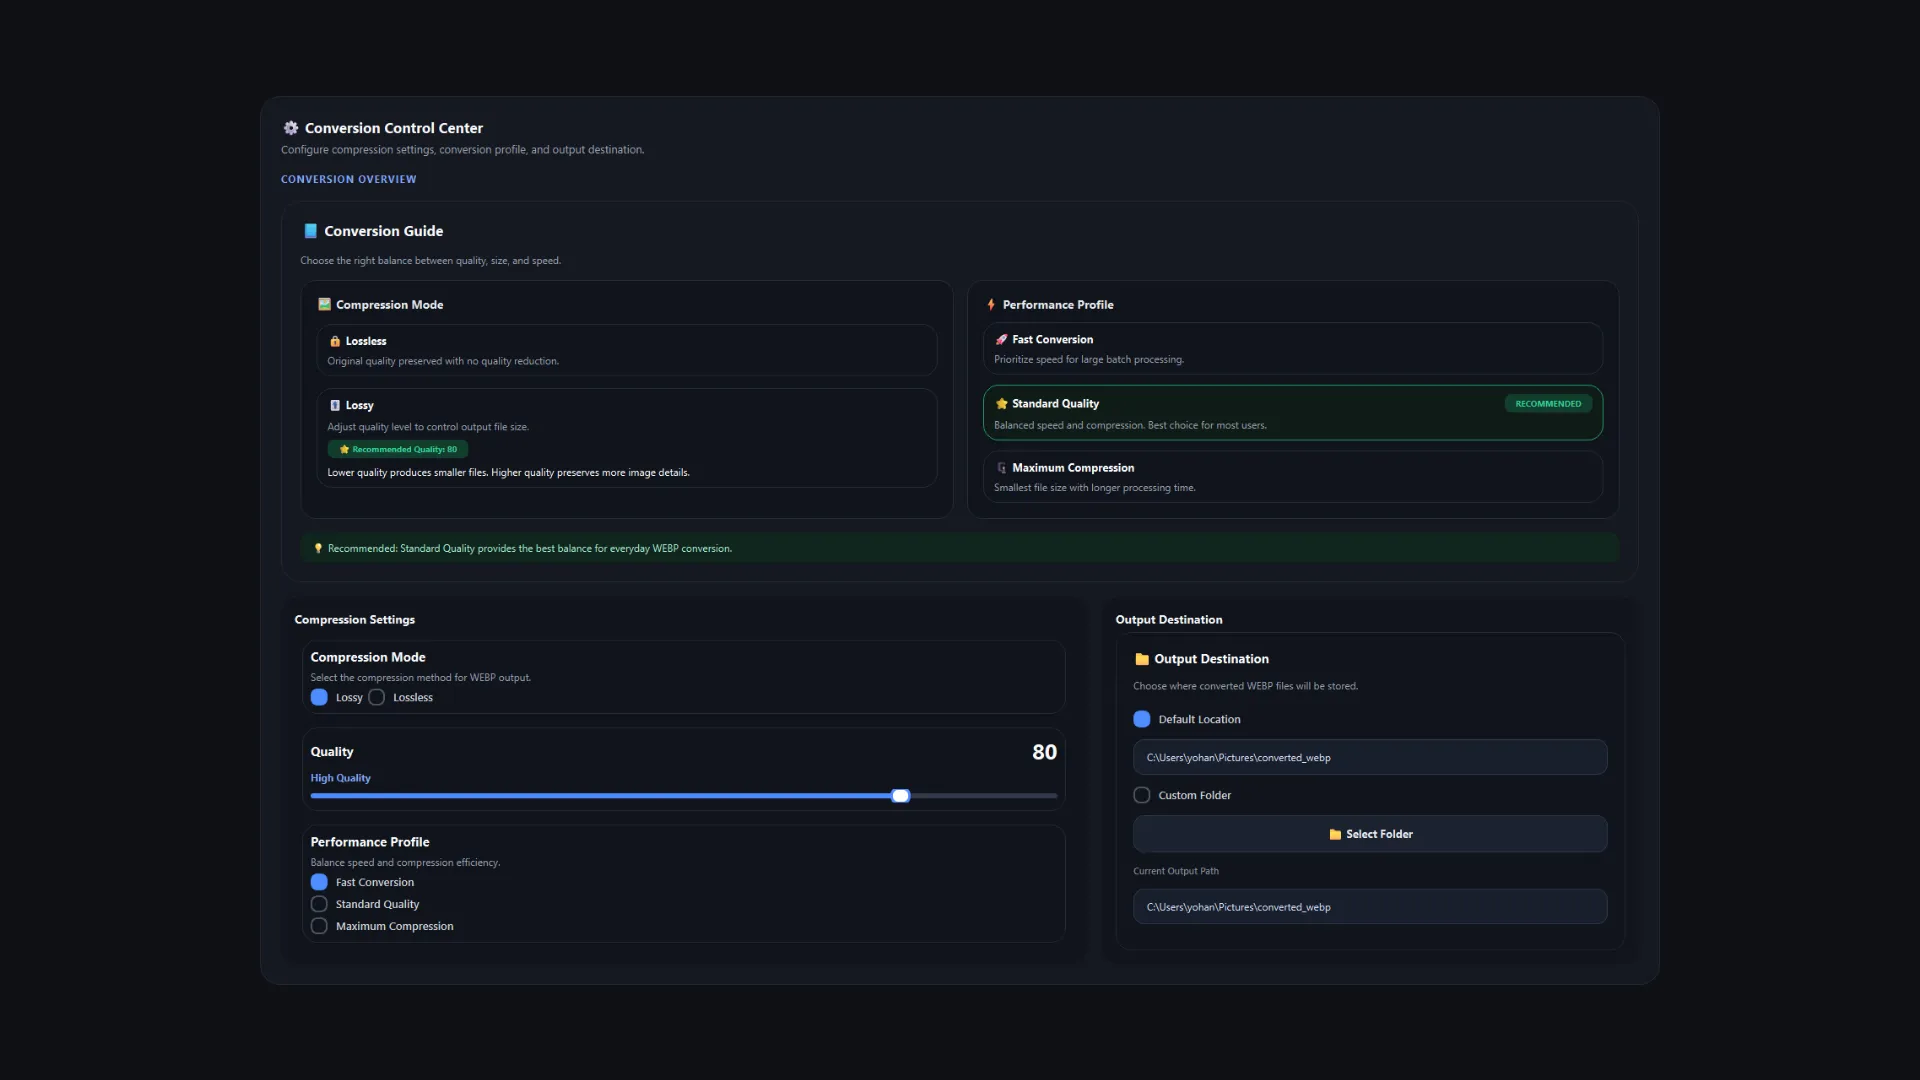 Conversion Control Center
Configure compression settings, conversion profile, and output destination.
CONVERSION OVERVIEW
Conversion Guide
Choose the right balance between quality, size, and speed.
Compression Mode
Lossless
Original quality preserved with no quality reduction.
Lossy
Adjust quality level to control output file size.
Recommended Quality: 80
Lower quality produces smaller files. Higher quality preserves more image details.
Performance Profile
Fast Conversion
Prioritize speed for large batch processing.
Standard Quality
RECOMMENDED
Balanced speed and compression. Best choice for most users.
Maximum Compression
Smallest file size with longer processing time.
Recommended: Standard Quality provides the best balance for everyday WEBP conversion.
Compression Settings
Compression Mode
Select the compression method for WEBP output.
Lossy Lossless
Quality 80
High Quality
Performance Profile
Balance speed and compression efficiency.
Fast Conversion
Standard Quality
Maximum Compression
Output Destination
Output Destination
Choose where converted WEBP files will be stored.
Default Location
C:\Users\yohan\Pictures\converted_webp
Custom Folder
Select Folder
Current Output Path
C:\Users\yohan\Pictures\converted_webp